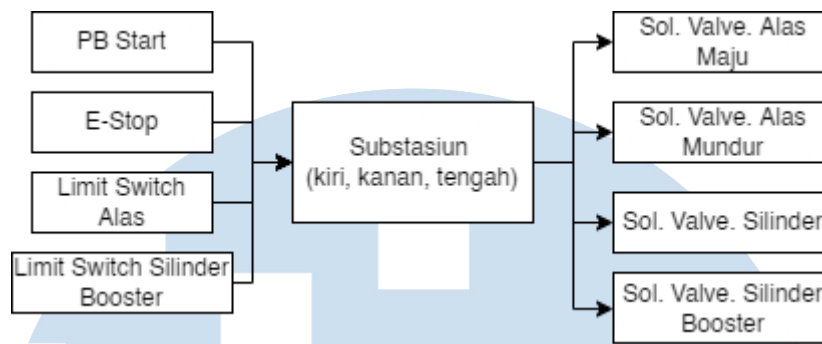 PB Start
E-Stop
Limit Switch
Alas
Limit Switch Silinder
Booster
Substasiun
(kiri, kanan, tengah)
Sol. Valve. Alas
Maju
Sol. Valve. Alas
Mundur
Sol. Valve. Silinder
Sol. Valve. Silinder
Booster